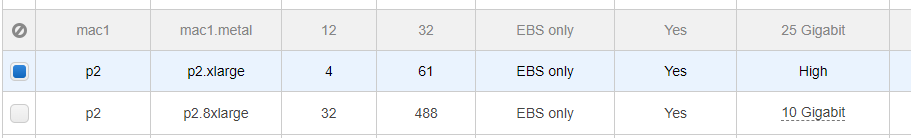 mac1 mac1.metal 12 32 EBS only Yes 25 Gigabit
p2 p2.xlarge 4 61 EBS only Yes High
p2 p2.8xlarge 32 488 EBS only Yes 10 Gigabit